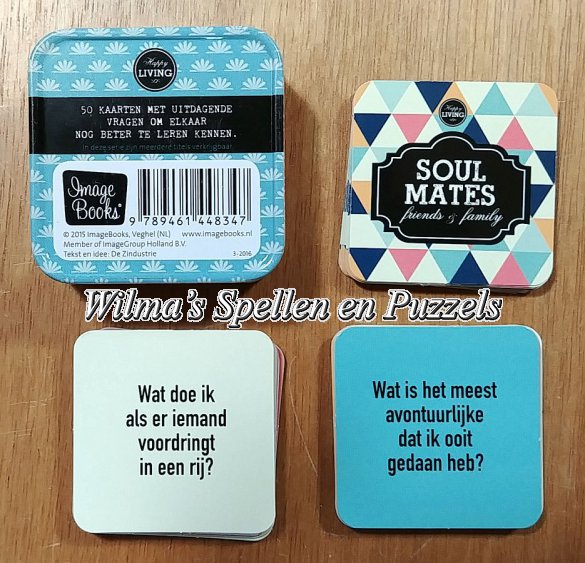 Happy
LIVING
50 KAARTEN MET UITDAGENDE
VRAGEN OM ELKAAR
NOG BETER TE LEREN KENNEN.
In deze serie zijn meerdere titels verkrijgbaar.
Image
Books
9 789461 448347
© 2015 ImageBooks, Veghel (NL) www.imagebooks.nl
Member of ImageGroup Holland B.V.
Tekst en idee: De Zindustrie
3-2016
Happy
LIVING
SOUL
MATES
friends & family
Wilma's Spellen en Puzzels
Wat doe ik
als er iemand
voordringt
in een rij?
Wat is het meest
avontuurlijke
dat ik ooit
gedaan heb?